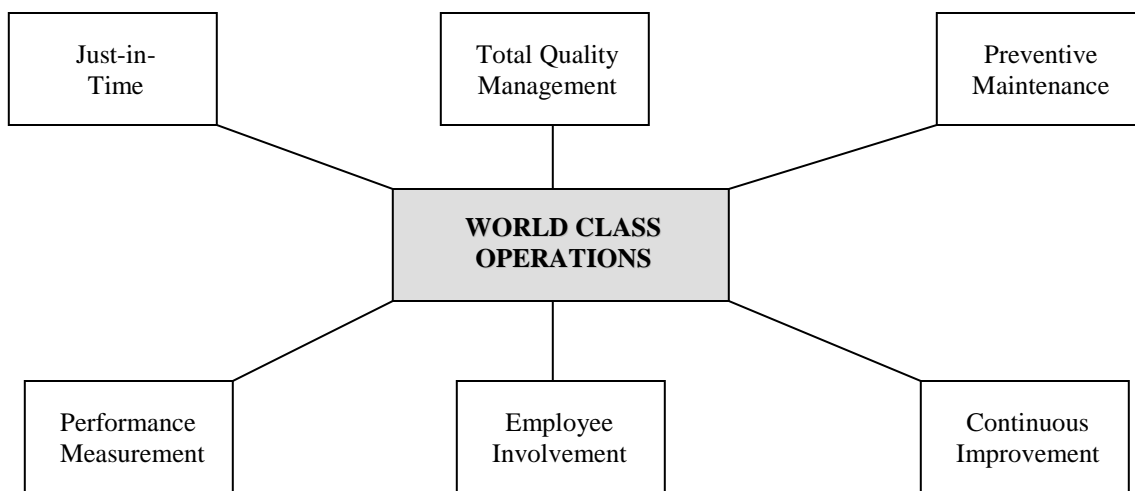 Just-in-
Time
Total Quality
Management
Preventive
Maintenance
WORLD CLASS
OPERATIONS
Performance
Measurement
Employee
Involvement
Continuous
Improvement